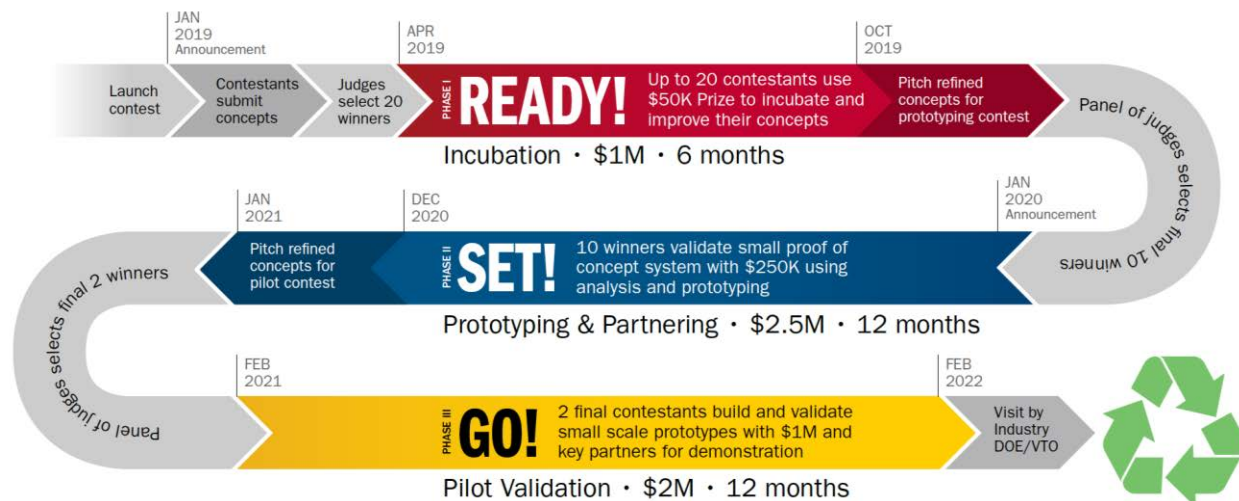 JAN
2019
Announcement
APR
2019
OCT
2019
Launch
contest
Contestants
submit
concepts
Judges
select 20
winners
PHASE I
READY!
Up to 20 contestants use
$50K Prize to incubate and
improve their concepts
Pitch refined
concepts for
prototyping contest
Panel of judges selects final 10 winners
Incubation · $1M · 6 months
JAN
2021
DEC
2020
JAN
2020
Announcement
Pitch refined
concepts for
pilot contest
PHASE II
SET!
10 winners validate small proof of
concept system with $250K using
analysis and prototyping
Panel of judges selects final 2 winners
Prototyping & Partnering · $2.5M · 12 months
FEB
2021
FEB
2022
PHASE III
GO!
2 final contestants build and validate
small scale prototypes with $1M and
key partners for demonstration
Visit by
Industry
DOE/VTO
Pilot Validation · $2M · 12 months